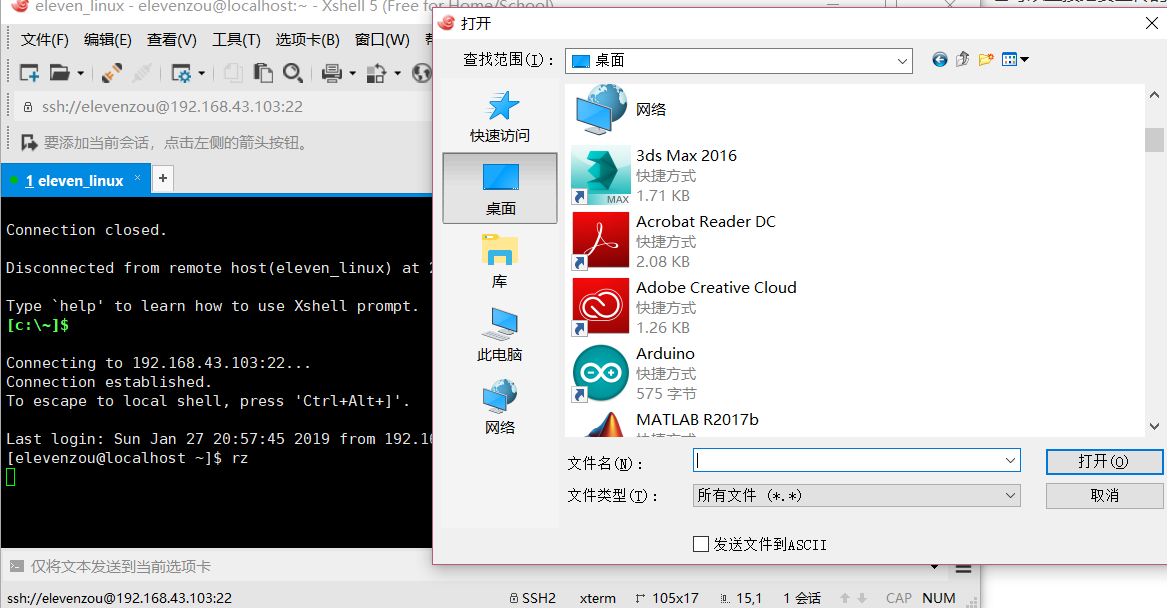 eleven_linux - elevenzou@localhost:~ - Xshell 5 (Free for Home/School)
文件(F) 编辑(E) 查看(V) 工具(T) 选项卡(B) 窗口(W)
ssh://elevenzou@192.168.43.103:22
要添加当前会话，点击左侧的箭头按钮。
1 eleven_linux × +
Connection closed.
Disconnected from remote host(eleven_linux) at
Type `help' to learn how to use Xshell prompt.
[c:\~]$
Connecting to 192.168.43.103:22...
Connection established.
To escape to local shell, press 'Ctrl+Alt+]'.
Last login: Sun Jan 27 20:57:45 2019 from 192.16
[elevenzou@localhost ~]$ rz
仅将文本发送到当前选项卡
ssh://elevenzou@192.168.43.103:22 SSH2 xterm 105x17 15,1 1 会话 CAP NUM
打开
查找范围(I)： 桌面
快速访问
桌面
库
此电脑
网络
网络
3ds Max 2016
快捷方式
1.71 KB
MAX
Acrobat Reader DC
快捷方式
2.08 KB
Adobe Creative Cloud
快捷方式
1.26 KB
Arduino
快捷方式
575 字节
MATLAB R2017b
文件名(N)： 打开(O)
文件类型(T)： 所有文件 (*.*) 取消
发送文件到ASCII